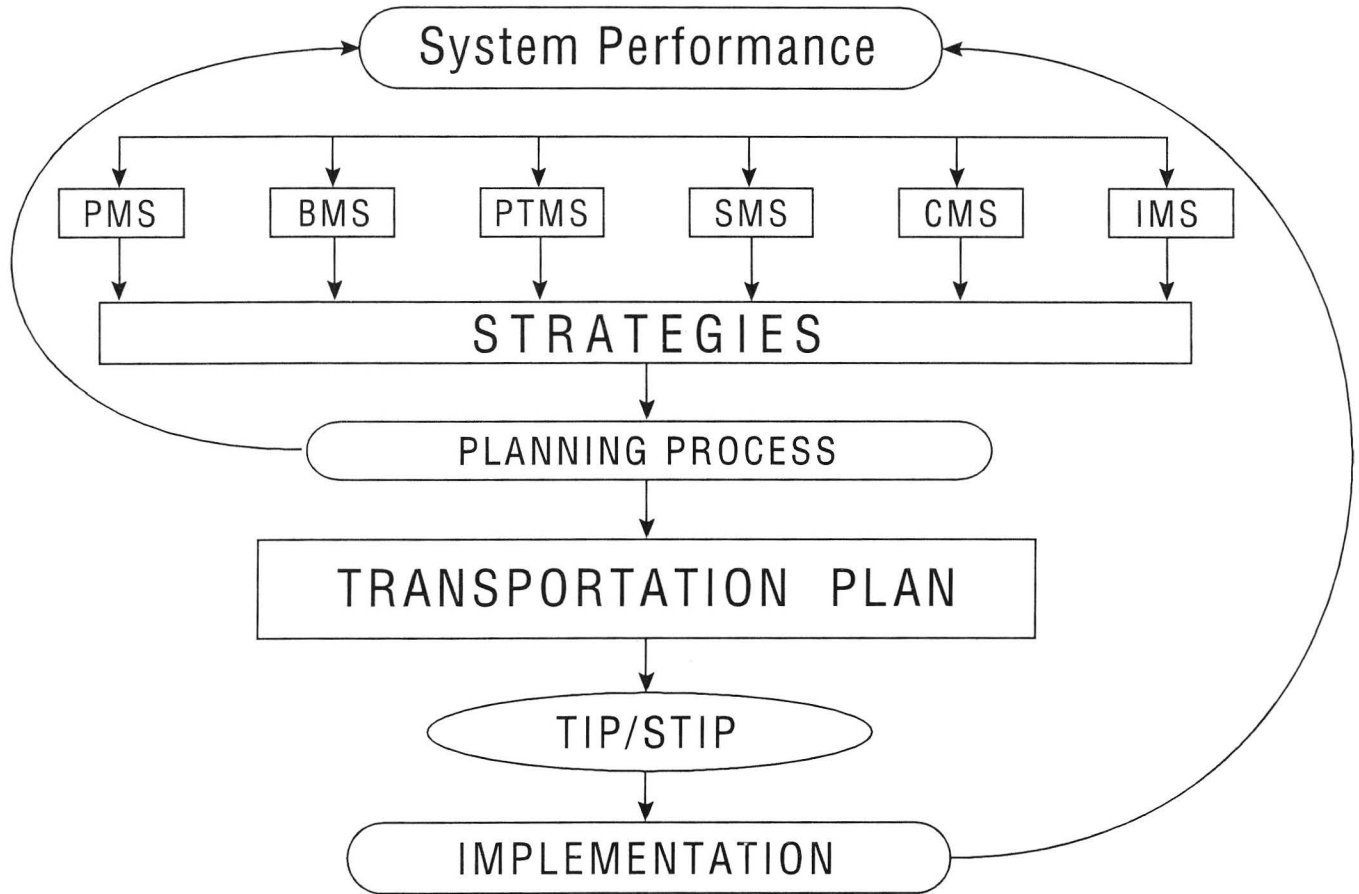 System Performance
PMS
BMS
PTMS
SMS
CMS
IMS
STRATEGIES
PLANNING PROCESS
TRANSPORTATION PLAN
TIP/STIP
IMPLEMENTATION